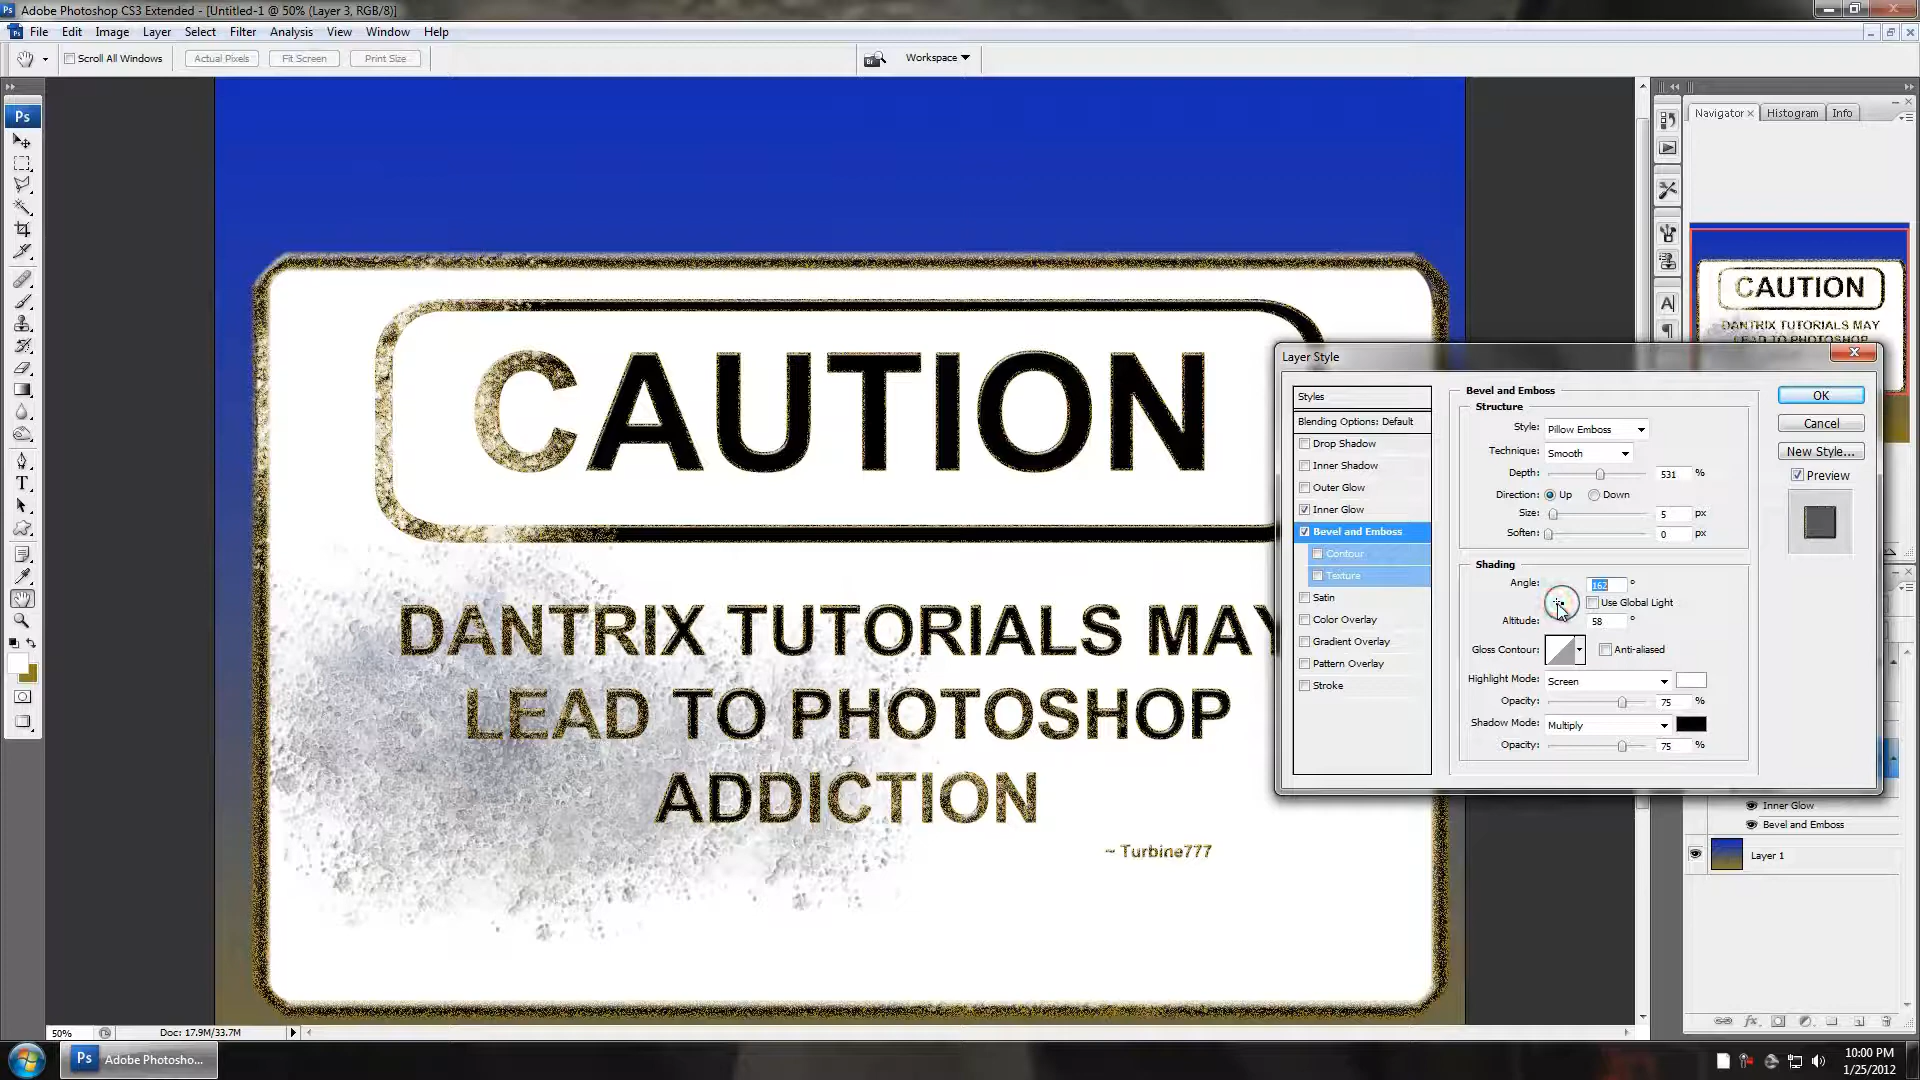 Adobe Photoshop CS3 Extended - [Untitled-1 @ 50% (Layer 3, RGB/8)]
File Edit Image Layer Select Filter Analysis View Window Help
Scroll All Windows Actual Pixels Fit Screen Print Size Workspace
Navigator Histogram Info
CAUTION
DANTRIX TUTORIALS MAY
LEAD TO PHOTOSHOP
ADDICTION
~ Turbine777
CAUTION
DANTRIX TUTORIALS MAY
LEAD TO PHOTOSHOP
Layer Style
Styles
Blending Options: Default
Drop Shadow
Inner Shadow
Outer Glow
Inner Glow
Bevel and Emboss
Contour
Texture
Satin
Color Overlay
Gradient Overlay
Pattern Overlay
Stroke
Bevel and Emboss
Structure
Style: Pillow Emboss
Technique: Smooth
Depth: 531 %
Direction: Up Down
Size: 5 px
Soften: 0 px
Shading
Angle: 162 °
Use Global Light
Altitude: 58 °
Gloss Contour: Anti-aliased
Highlight Mode: Screen
Opacity: 75 %
Shadow Mode: Multiply
Opacity: 75 %
OK
Cancel
New Style...
Preview
Inner Glow
Bevel and Emboss
Layer 1
50% Doc: 17.9M/33.7M
Ps Adobe Photosho...
10:00 PM
1/25/2012